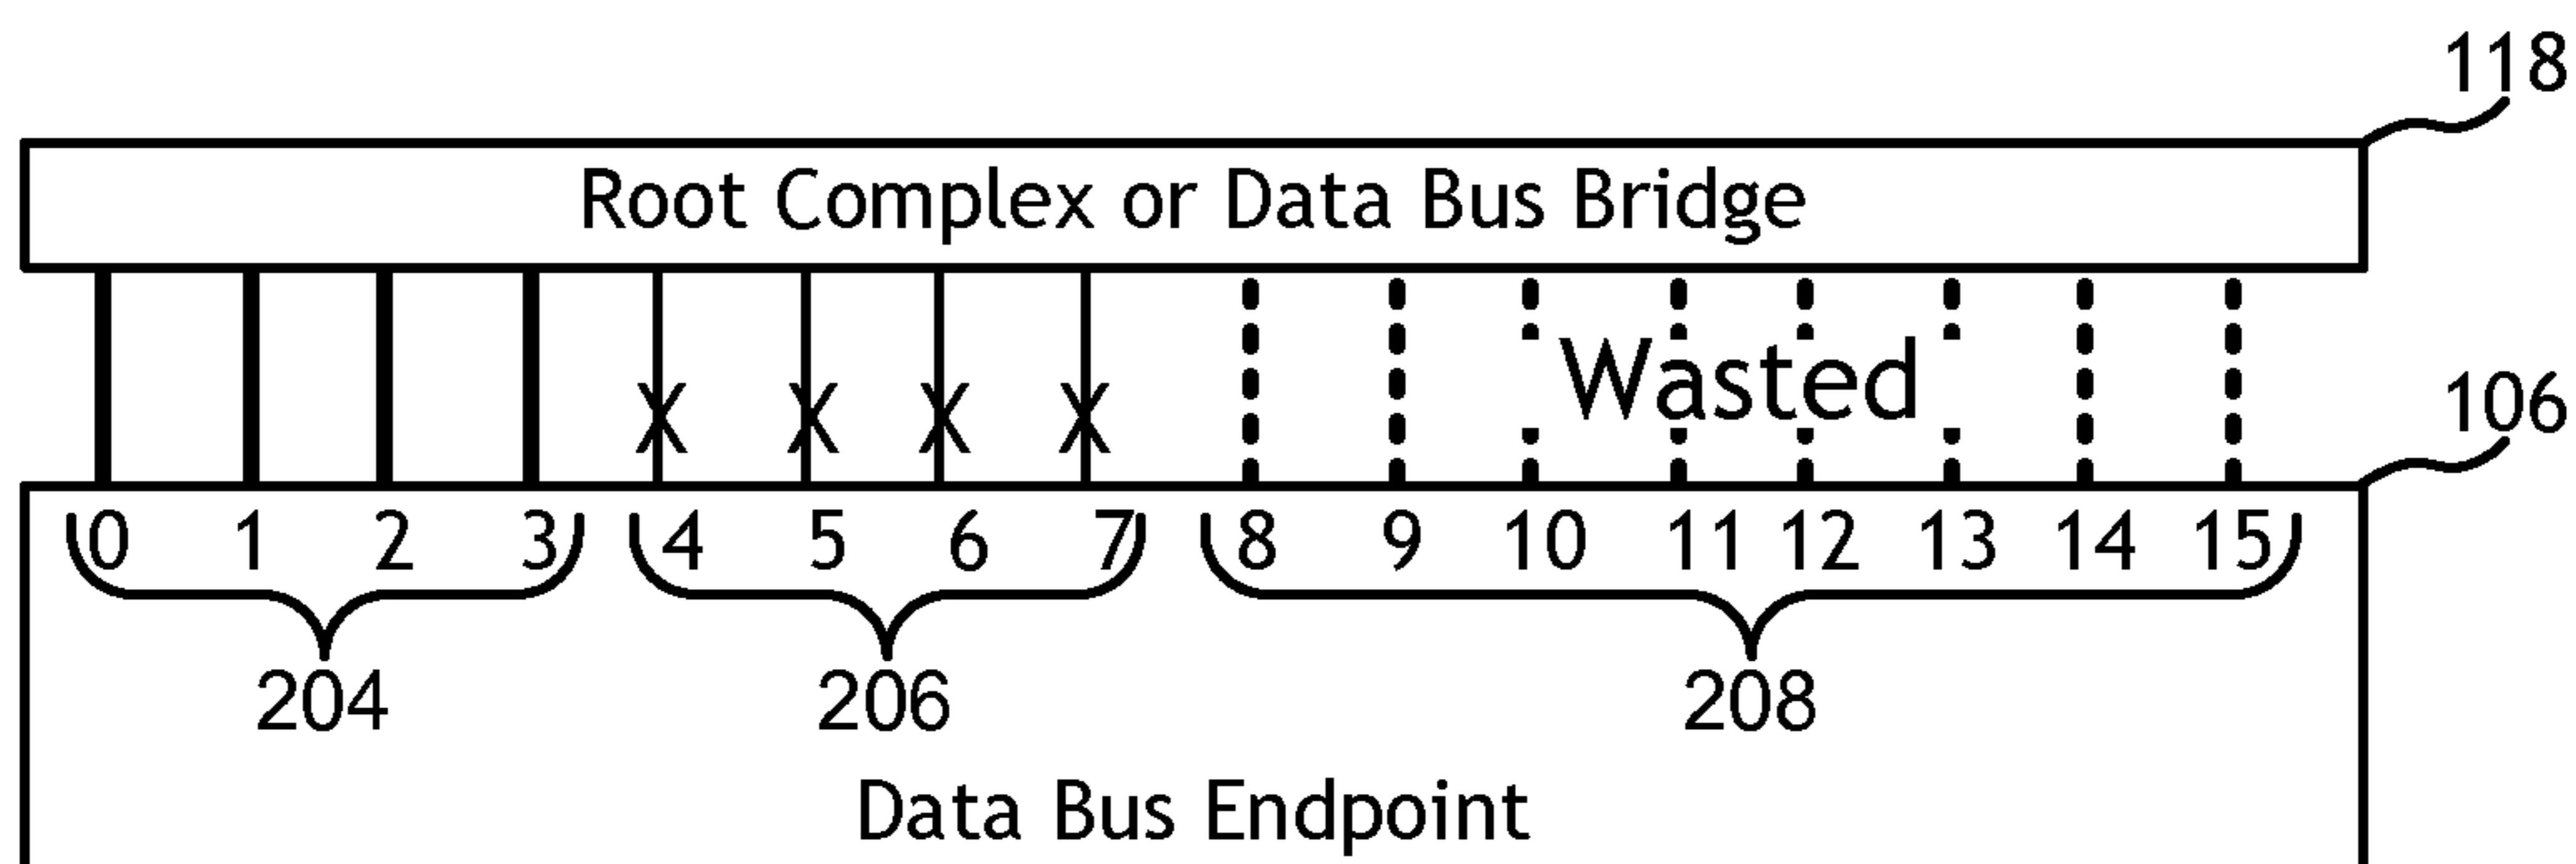 118
Root Complex or Data Bus Bridge
X X X X
Wasted
106
0 1 2 3 4 5 6 7 8 9 10 11 12 13 14 15
204 206 208
Data Bus Endpoint